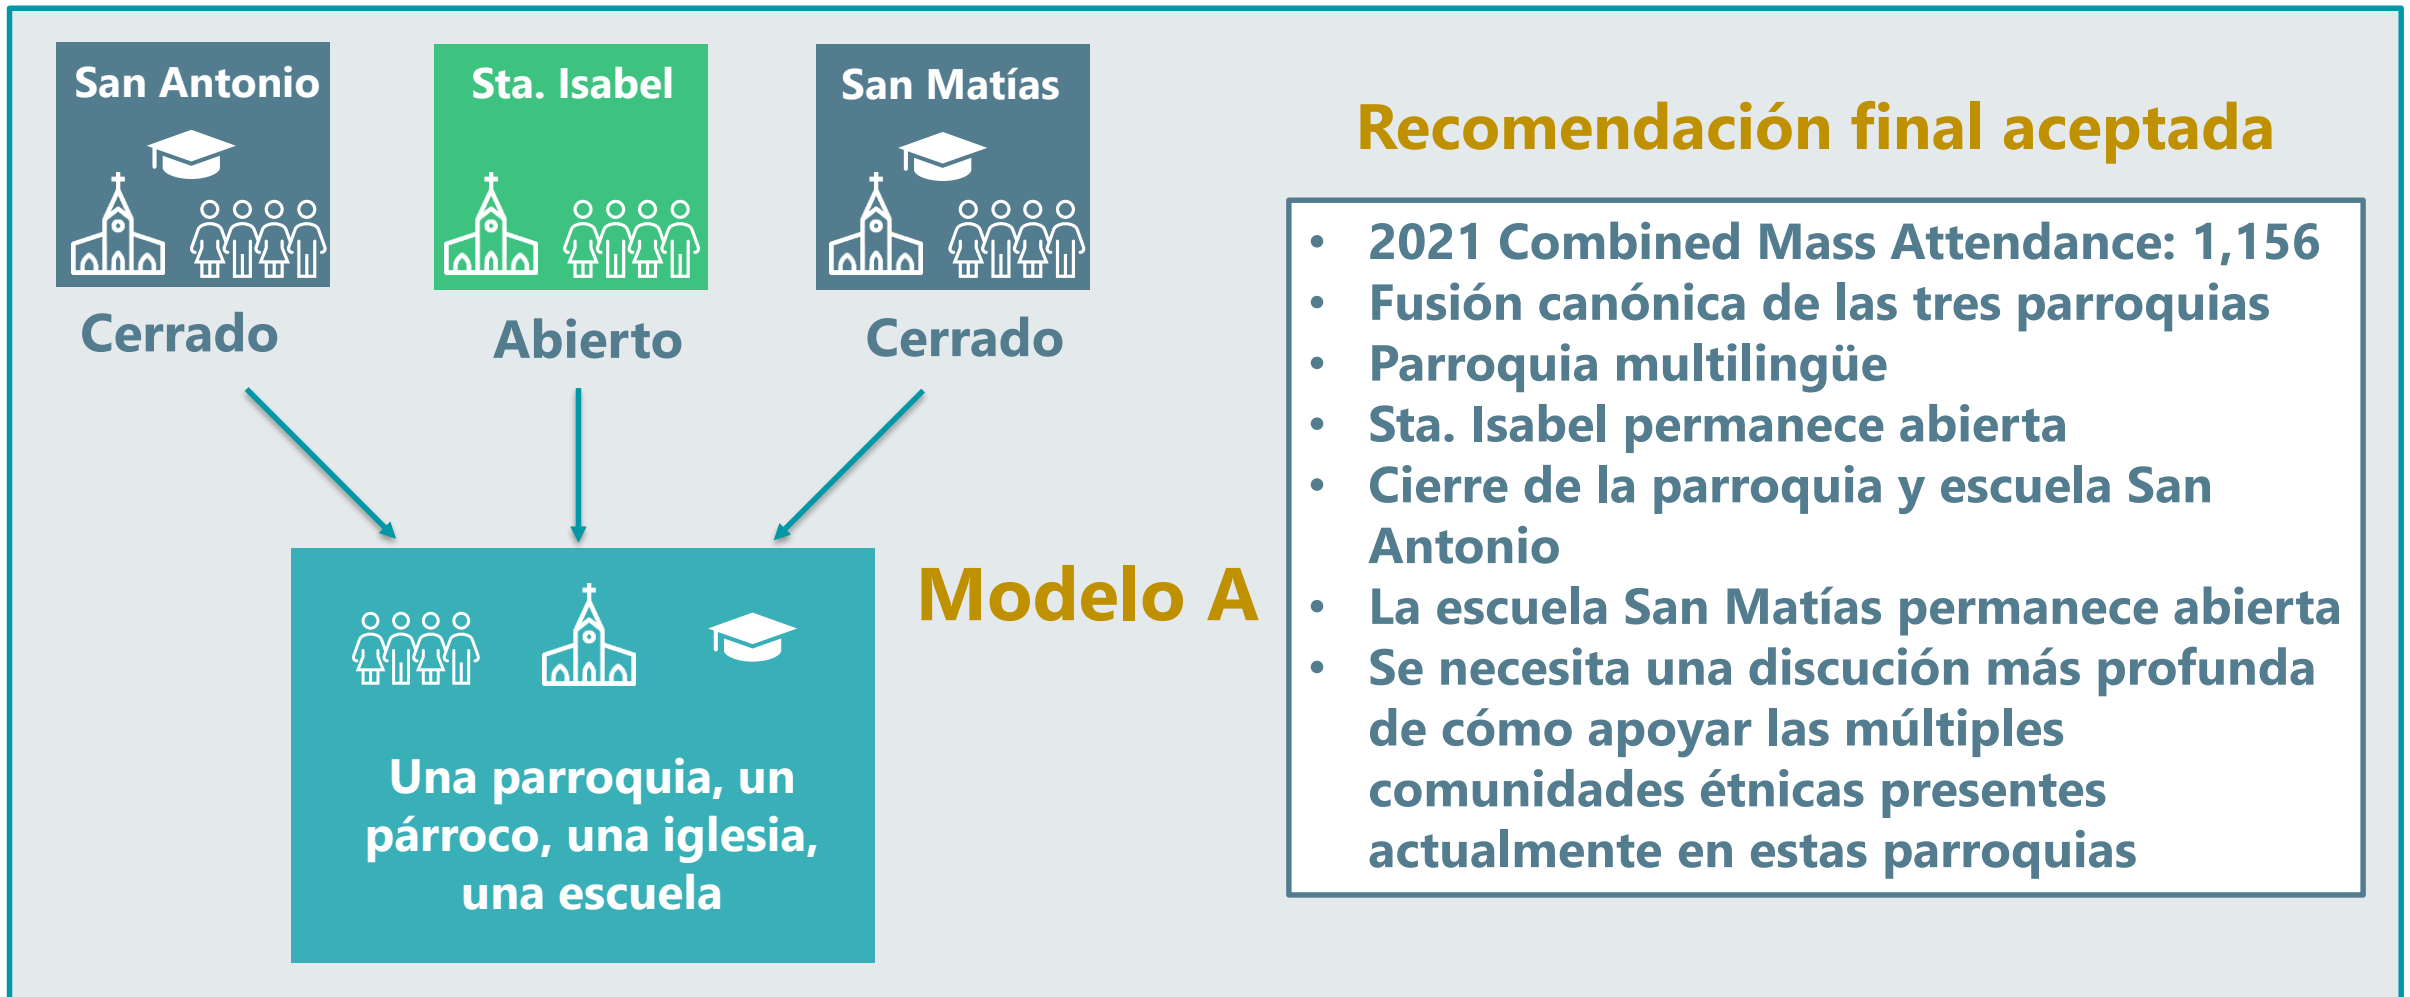 San Antonio
Sta. Isabel
San Matías
Cerrado
Abierto
Cerrado
Una parroquia, un
párroco, una iglesia,
una escuela
Modelo A
Recomendación final aceptada
• 2021 Combined Mass Attendance: 1,156
• Fusión canónica de las tres parroquias
• Parroquia multilingüe
• Sta. Isabel permanece abierta
• Cierre de la parroquia y escuela San
Antonio
• La escuela San Matías permanece abierta
• Se necesita una discución más profunda
de cómo apoyar las múltiples
comunidades étnicas presentes
actualmente en estas parroquias